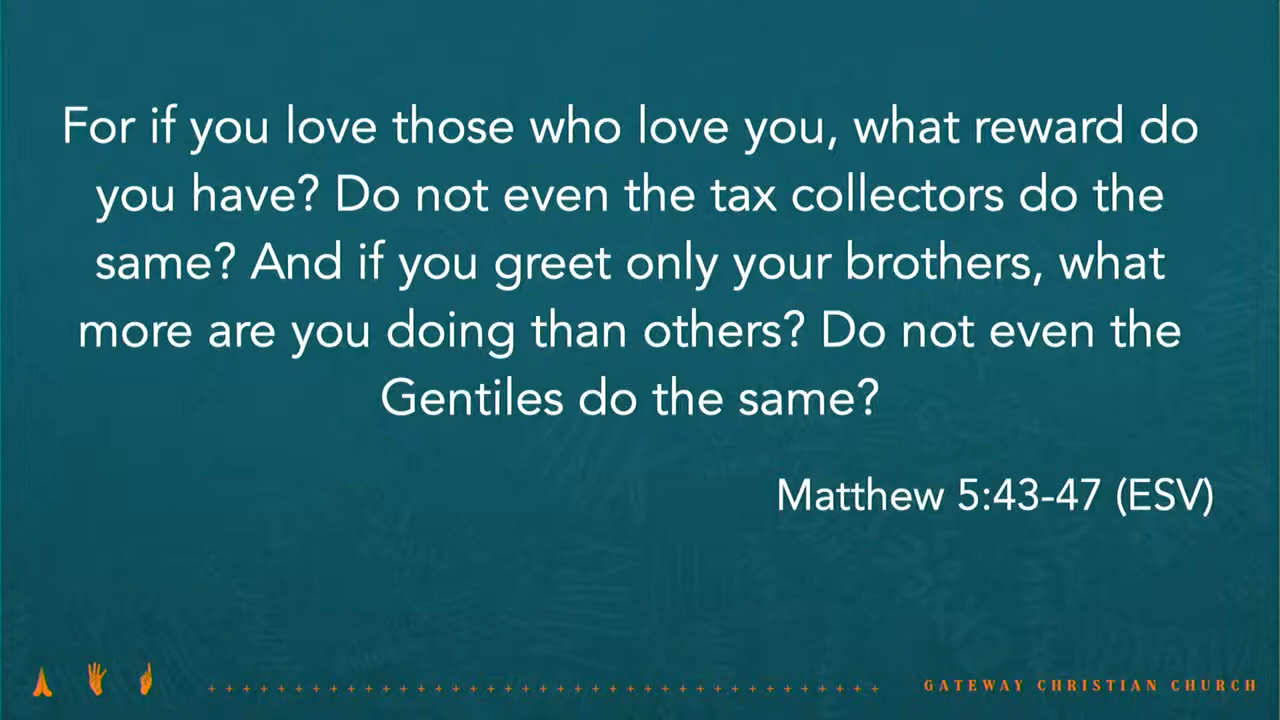 For if you love those who love you, what reward do
you have? Do not even the tax collectors do the
same? And if you greet only your brothers, what
more are you doing than others? Do not even the
Gentiles do the same?
Matthew 5:43-47 (ESV)
GATEWAY CHRISTIAN CHURCH